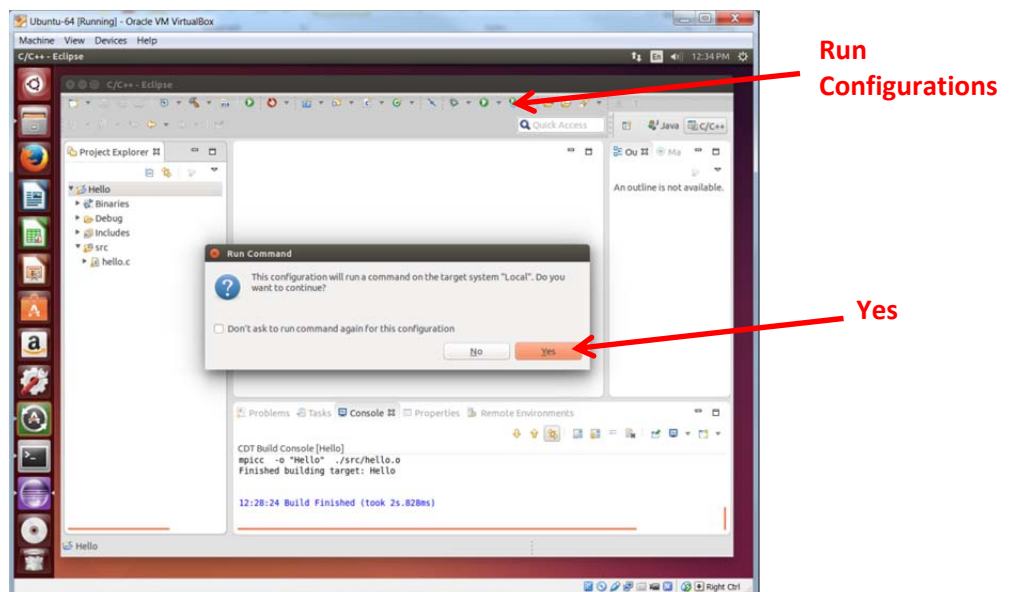 Ubuntu-64 [Running] - Oracle VM VirtualBox
Machine View Devices Help
C/C++ - Eclipse
En
12:34 PM
C/C++ - Eclipse
Quick Access
Java
C/C++
Project Explorer
Ou
Ma
Hello
Binaries
Debug
Includes
src
hello.c
An outline is not available.
Run Command
This configuration will run a command on the target system "Local". Do you
want to continue?
Don't ask to run command again for this configuration
No
Yes
Problems
Tasks
Console
Properties
Remote Environments
CDT Build Console [Hello]
mpicc -o "Hello" ./src/hello.o
Finished building target: Hello
12:28:24 Build Finished (took 2s.828ms)
Hello
Right Ctrl
Run
Configurations
Yes